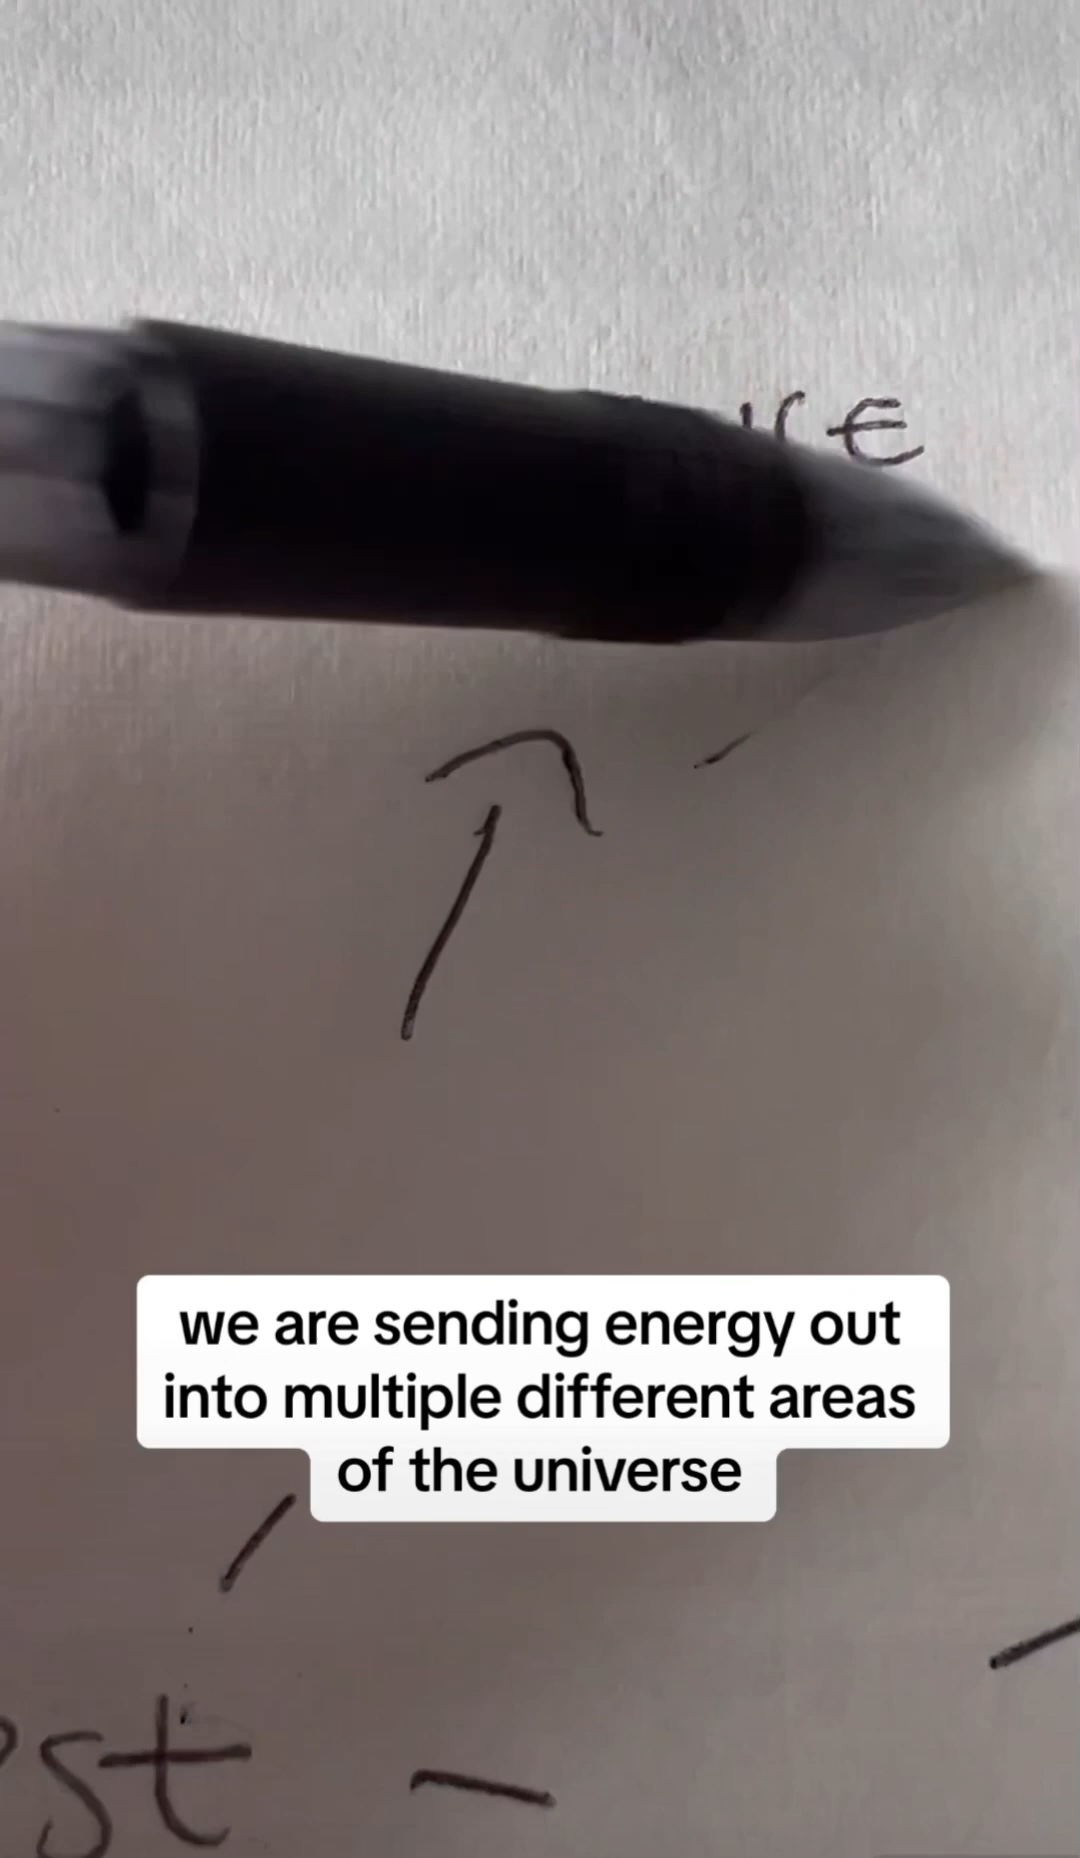 we are sending energy out
into multiple different areas
of the universe